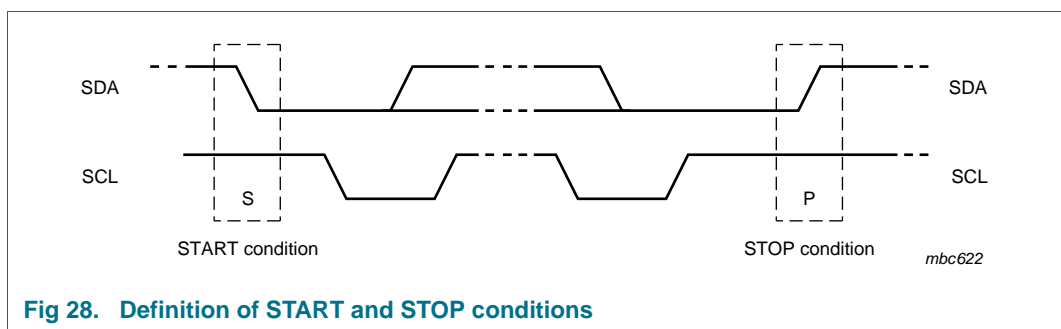 SDA
SDA
SCL
SCL
S
P
START condition
STOP condition
mbc622
Fig 28. Definition of START and STOP conditions